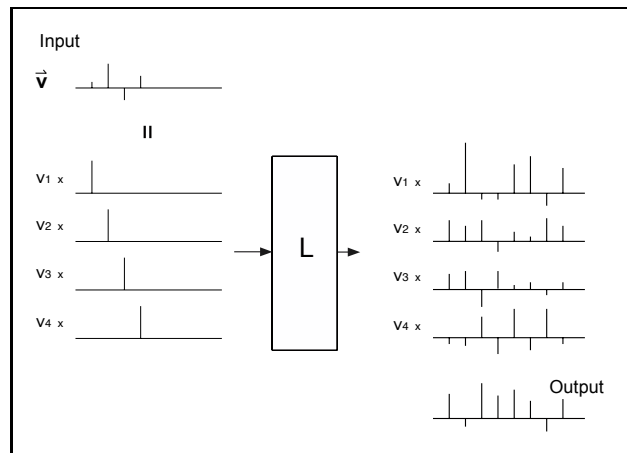 Input
v⃗
=
V1 x
V2 x
V3 x
V4 x
L
V1 x
V2 x
V3 x
V4 x
Output